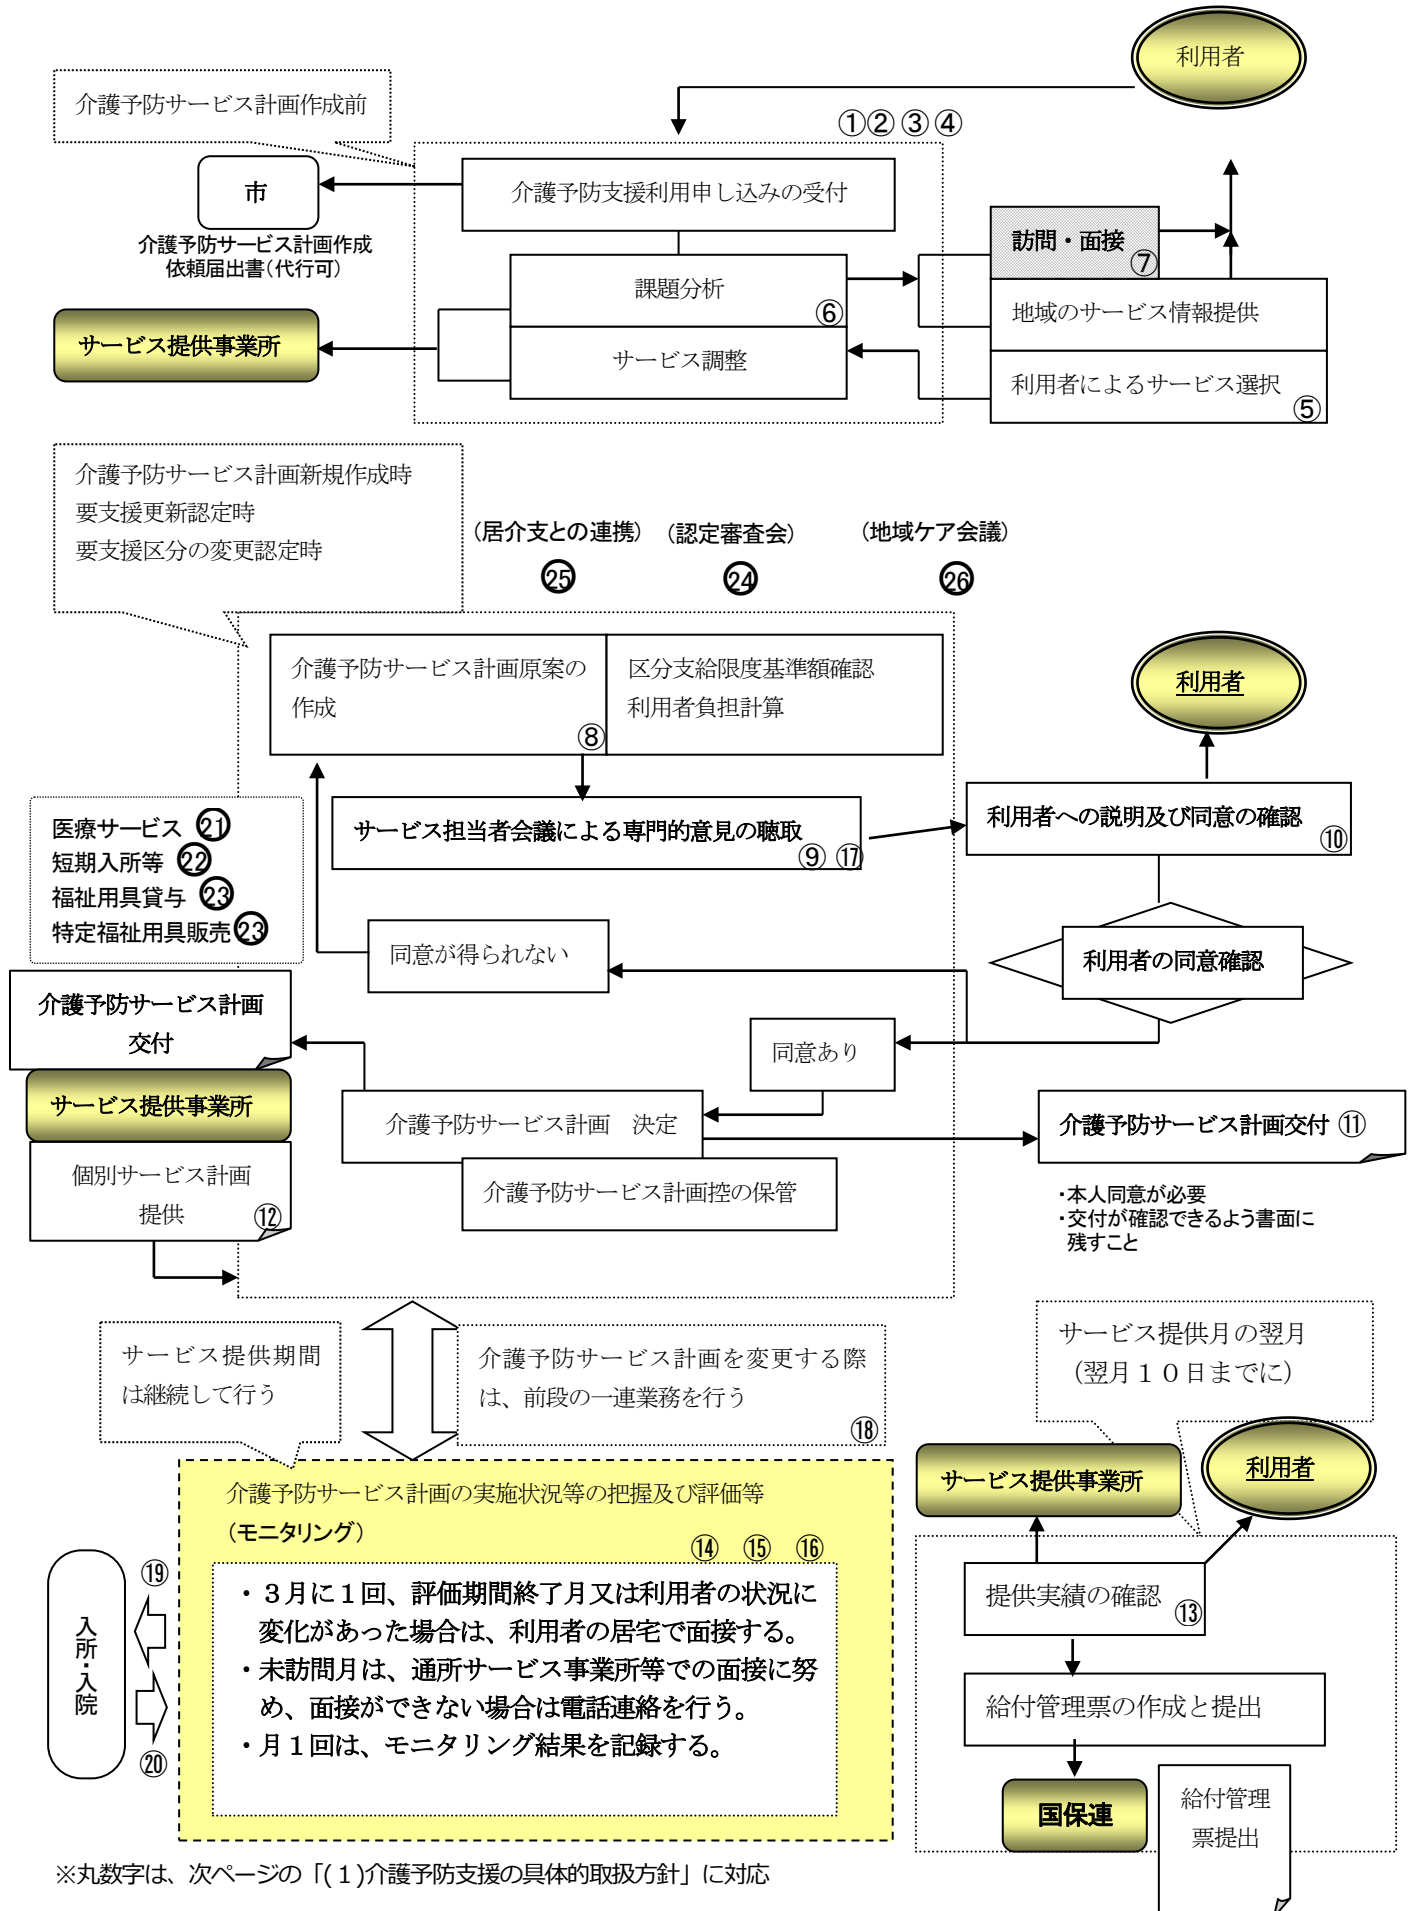 利用者
介護予防サービス計画作成前
①②③④
市
介護予防支援利用申し込みの受付
介護予防サービス計画作成
依頼届出書(代行可)
訪問・面接
⑦
課題分析
⑥
地域のサービス情報提供
サービス提供事業所
サービス調整
利用者によるサービス選択
⑤
介護予防サービス計画新規作成時
要支援更新認定時
要支援区分の変更認定時
(居介支との連携)
(認定審査会)
(地域ケア会議)
㉕
㉔
㉖
介護予防サービス計画原案の
作成
⑧
区分支給限度基準額確認
利用者負担計算
利用者
医療サービス ㉑
短期入所等 ㉒
福祉用具貸与 ㉓
特定福祉用具販売㉓
サービス担当者会議による専門的意見の聴取
⑨ ⑰
利用者への説明及び同意の確認
⑩
同意が得られない
利用者の同意確認
介護予防サービス計画
交付
同意あり
サービス提供事業所
介護予防サービス計画　決定
介護予防サービス計画交付 ⑪
個別サービス計画
提供
⑫
介護予防サービス計画控の保管
・本人同意が必要
・交付が確認できるよう書面に
残すこと
サービス提供期間
は継続して行う
介護予防サービス計画を変更する際
は、前段の一連業務を行う
⑱
サービス提供月の翌月
（翌月１０日までに）
サービス提供事業所
利用者
介護予防サービス計画の実施状況等の把握及び評価等
（モニタリング）
⑭ ⑮ ⑯
・３月に１回、評価期間終了月又は利用者の状況に
変化があった場合は、利用者の居宅で面接する。
・未訪問月は、通所サービス事業所等での面接に努
め、面接ができない場合は電話連絡を行う。
・月１回は、モニタリング結果を記録する。
⑲
入所・入院
⑳
提供実績の確認
⑬
給付管理票の作成と提出
国保連
給付管理
票提出
※丸数字は、次ページの「(１)介護予防支援の具体的取扱方針」に対応